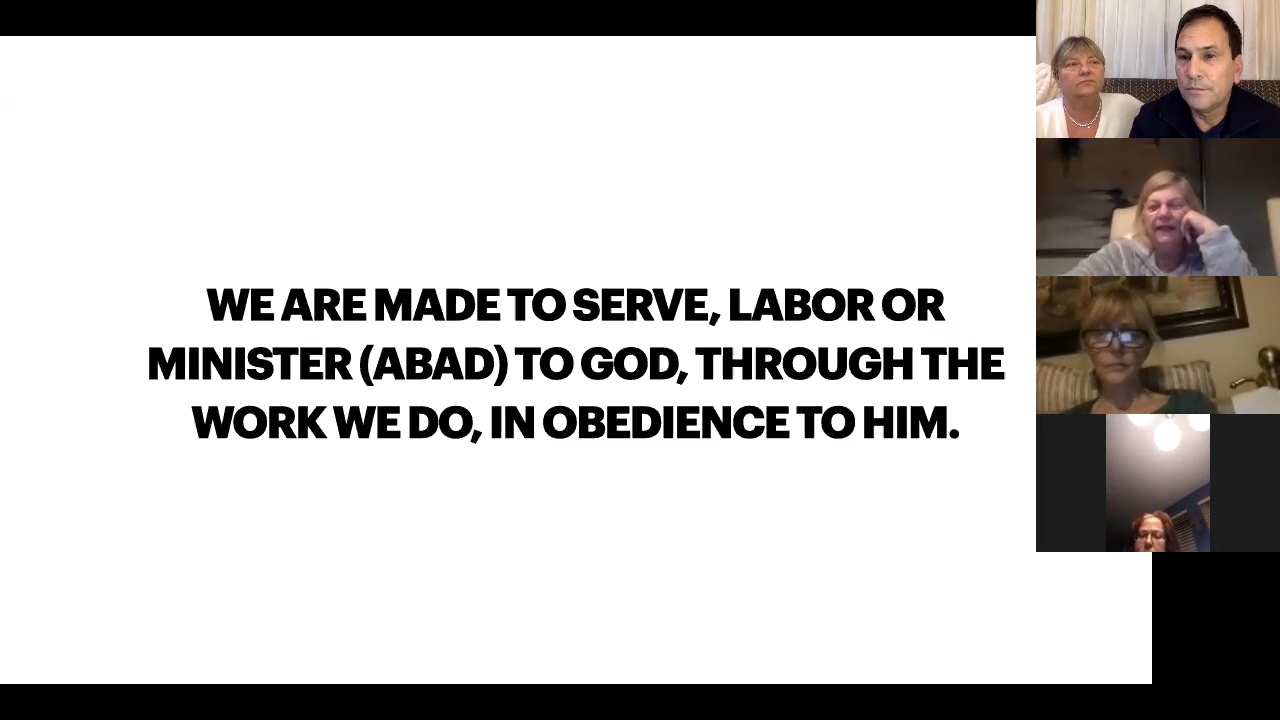 WE ARE MADE TO SERVE, LABOR OR
MINISTER (ABAD) TO GOD, THROUGH THE
WORK WE DO, IN OBEDIENCE TO HIM.